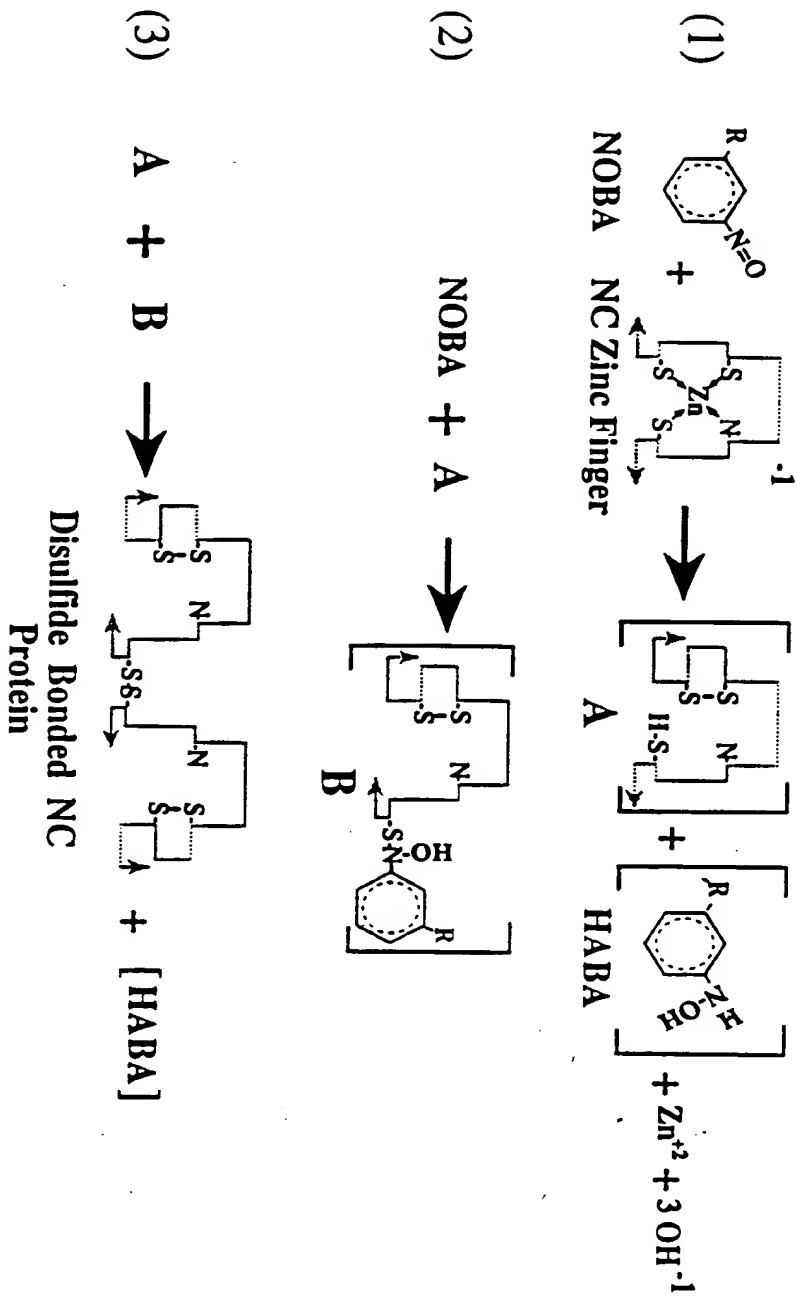 (1)
R
N=O
NOBA
+
NC Zinc Finger
S
S
Zn
S
N
-1
S-S
N
H-S
A
+
R
H
N-OH
HABA
+ Zn+2 + 3 OH-1
(2)
NOBA + A
S-S
N
S
N-OH
R
B
(3)
A + B
S-S
N
S-S
N
S-S
Disulfide Bonded NC
Protein
+ [HABA]